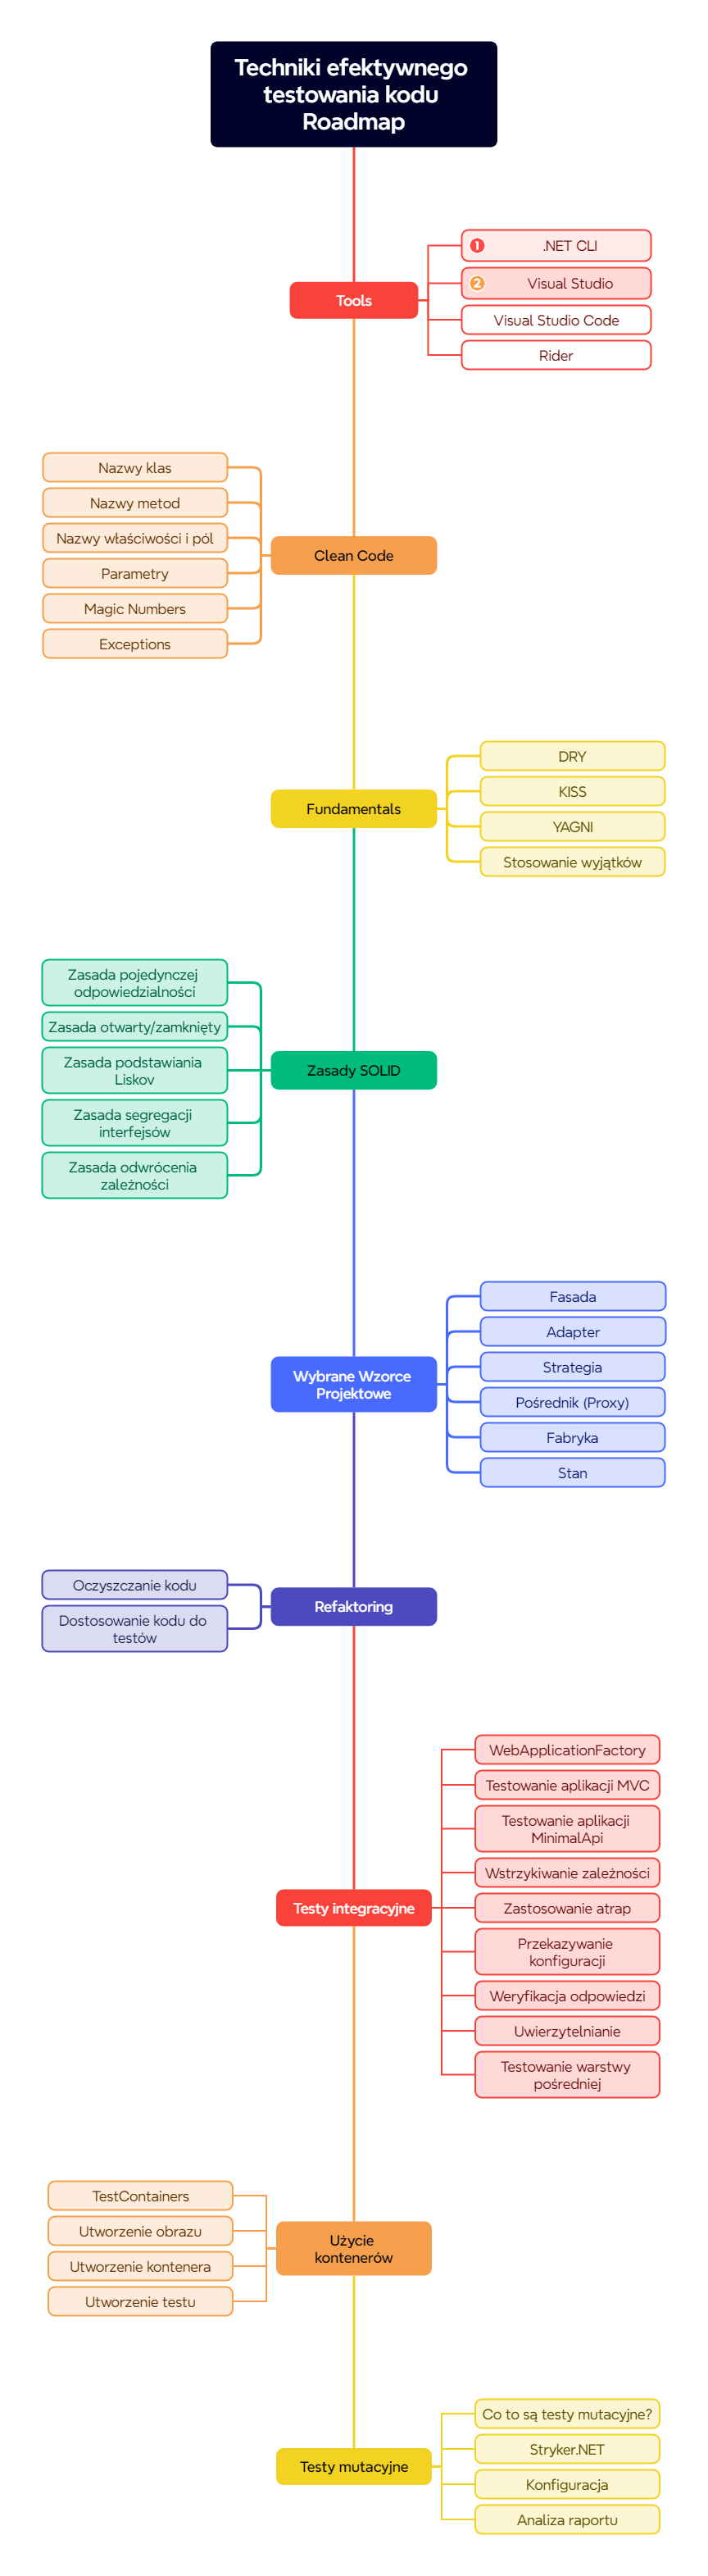 Techniki efektywnego
testowania kodu
Roadmap
Tools
1 .NET CLI
2 Visual Studio
Visual Studio Code
Rider
Clean Code
Nazwy klas
Nazwy metod
Nazwy właściwości i pól
Parametry
Magic Numbers
Exceptions
Fundamentals
DRY
KISS
YAGNI
Stosowanie wyjątków
Zasady SOLID
Zasada pojedynczej
odpowiedzialności
Zasada otwarty/zamknięty
Zasada podstawiania
Liskov
Zasada segregacji
interfejsów
Zasada odwrócenia
zależności
Wybrane Wzorce
Projektowe
Fasada
Adapter
Strategia
Pośrednik (Proxy)
Fabryka
Stan
Refaktoring
Oczyszczanie kodu
Dostosowanie kodu do
testów
Testy integracyjne
WebApplicationFactory
Testowanie aplikacji MVC
Testowanie aplikacji
MinimalApi
Wstrzykiwanie zależności
Zastosowanie atrap
Przekazywanie
konfiguracji
Weryfikacja odpowiedzi
Uwierzytelnianie
Testowanie warstwy
pośredniej
Użycie
kontenerów
TestContainers
Utworzenie obrazu
Utworzenie kontenera
Utworzenie testu
Testy mutacyjne
Co to są testy mutacyjne?
Stryker.NET
Konfiguracja
Analiza raportu